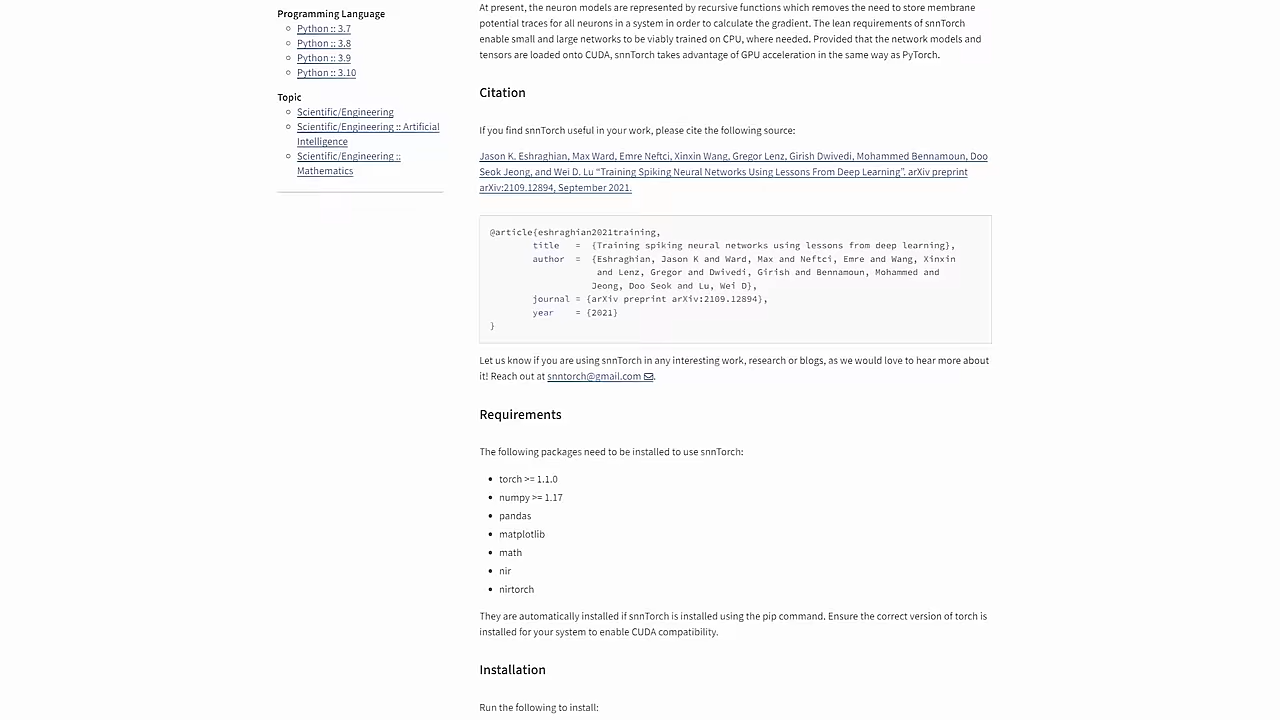 Programming Language
Python :: 3.7
Python :: 3.8
Python :: 3.9
Python :: 3.10
Topic
Scientific/Engineering
Scientific/Engineering :: Artificial
Intelligence
Scientific/Engineering ::
Mathematics
At present, the neuron models are represented by recursive functions which removes the need to store membrane
potential traces for all neurons in a system in order to calculate the gradient. The lean requirements of snnTorch
enable small and large networks to be viably trained on CPU, where needed. Provided that the network models and
tensors are loaded onto CUDA, snnTorch takes advantage of GPU acceleration in the same way as PyTorch.
Citation
If you find snnTorch useful in your work, please cite the following source:
Jason K. Eshraghian, Max Ward, Emre Neftci, Xinxin Wang, Gregor Lenz, Girish Dwivedi, Mohammed Bennamoun, Doo
Seok Jeong, and Wei D. Lu “Training Spiking Neural Networks Using Lessons From Deep Learning”. arXiv preprint
arXiv:2109.12894, September 2021.
@article{eshraghian2021training,
title = {Training spiking neural networks using lessons from deep learning},
author = {Eshraghian, Jason K and Ward, Max and Neftci, Emre and Wang, Xinxin
and Lenz, Gregor and Dwivedi, Girish and Bennamoun, Mohammed and
Jeong, Doo Seok and Lu, Wei D},
journal = {arXiv preprint arXiv:2109.12894},
year = {2021}
}
Let us know if you are using snnTorch in any interesting work, research or blogs, as we would love to hear more about
it! Reach out at snntorch@gmail.com.
Requirements
The following packages need to be installed to use snnTorch:
• torch >= 1.1.0
• numpy >= 1.17
• pandas
• matplotlib
• math
• nir
• nirtorch
They are automatically installed if snnTorch is installed using the pip command. Ensure the correct version of torch is
installed for your system to enable CUDA compatibility.
Installation
Run the following to install: